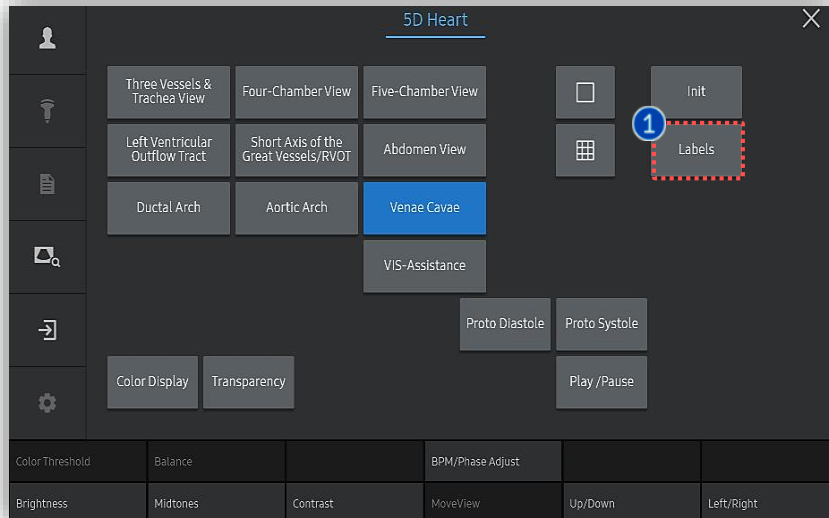 5D Heart
Three Vessels &
Trachea View
Four-Chamber View
Five-Chamber View
Init
1
Left Ventricular
Outflow Tract
Short Axis of the
Great Vessels/RVOT
Abdomen View
Labels
Ductal Arch
Aortic Arch
Venae Cavae
VIS-Assistance
Proto Diastole
Proto Systole
Color Display
Transparency
Play /Pause
Color Threshold
Balance
BPM/Phase Adjust
Brightness
Midtones
Contrast
MoveView
Up/Down
Left/Right